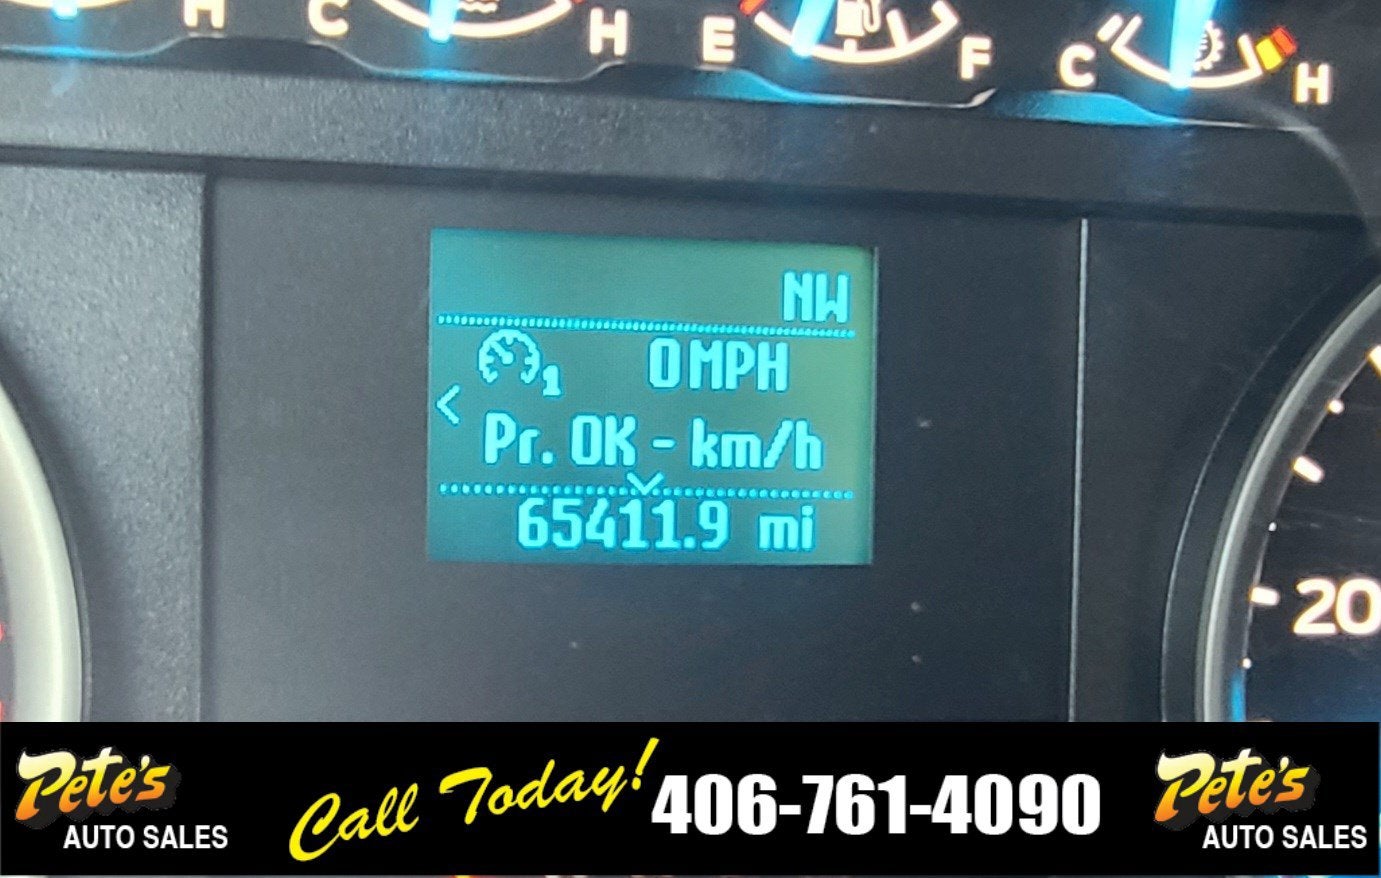 H C H E F C H
NW
0 MPH
1
< Pr. OK - km/h
65411.9 mi
20
Pete's AUTO SALES
Call Today! 406-761-4090
Pete's AUTO SALES